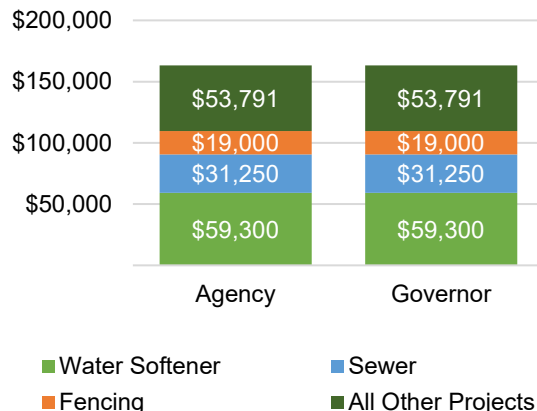 $200,000
$150,000
$100,000
$50,000
$53,791 $53,791
$19,000 $19,000
$31,250 $31,250
$59,300 $59,300
Agency Governor
Water Softener Sewer
Fencing All Other Projects